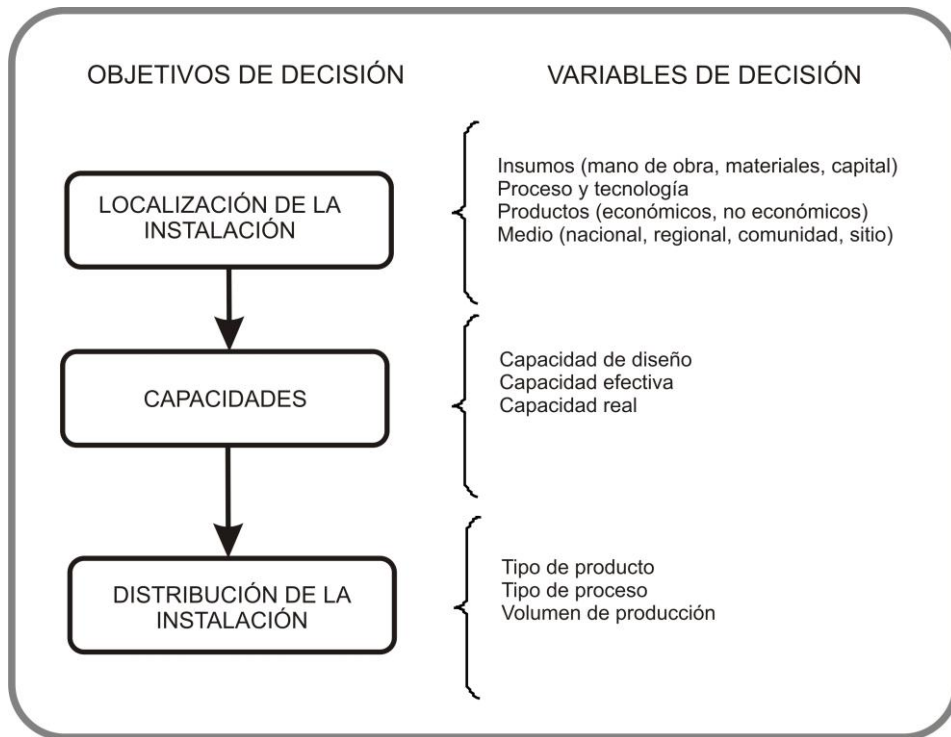 OBJETIVOS DE DECISIÓN
VARIABLES DE DECISIÓN
LOCALIZACIÓN DE LA
INSTALACIÓN
Insumos (mano de obra, materiales, capital)
Proceso y tecnología
Productos (económicos, no económicos)
Medio (nacional, regional, comunidad, sitio)
CAPACIDADES
Capacidad de diseño
Capacidad efectiva
Capacidad real
DISTRIBUCIÓN DE LA
INSTALACIÓN
Tipo de producto
Tipo de proceso
Volumen de producción